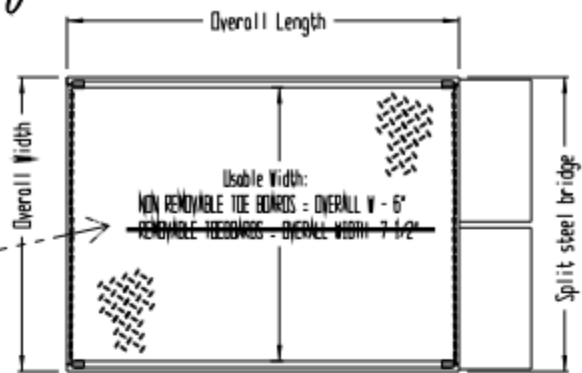 Overall Length
Overall Width
Usable Width:
NON REMOVABLE TOE BOARDS = OVERALL W - 6"
REMOVABLE TOEBOARDS - OVERALL WIDTH 7 1/2"
Split steel bridge